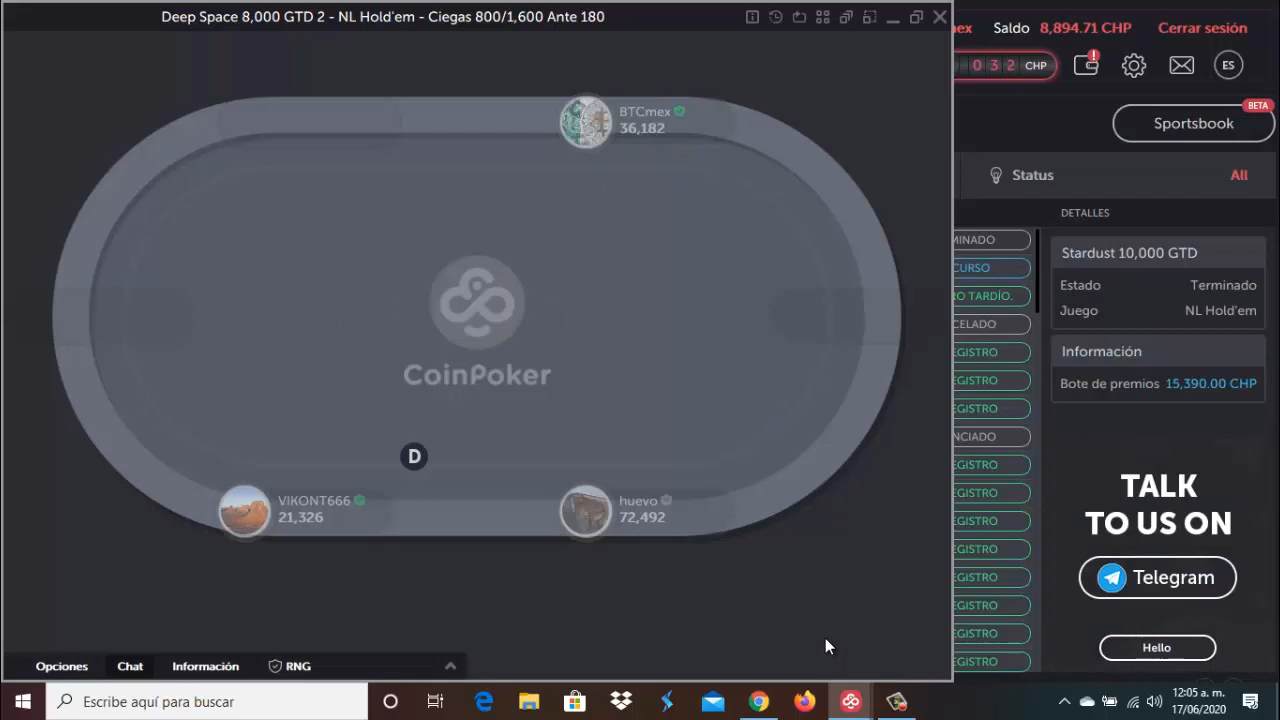 Deep Space 8,000 GTD 2 - NL Hold'em - Ciegas 800/1,600 Ante 180
Saldo 8,894.71 CHP Cerrar sesión
0 3 2 CHP
ES
BETA
Sportsbook
BTCmex
36,182
Status All
DETALLES
Stardust 10,000 GTD
Estado Terminado
Juego NL Hold'em
Información
Bote de premios 15,390.00 CHP
CURSO
CoinPoker
D
VIKONT666
21,326
huevo
72,492
TALK
TO US ON
Telegram
Hello
Opciones Chat Información RNG
Escribe aquí para buscar
12:05 a. m.
17/06/2020